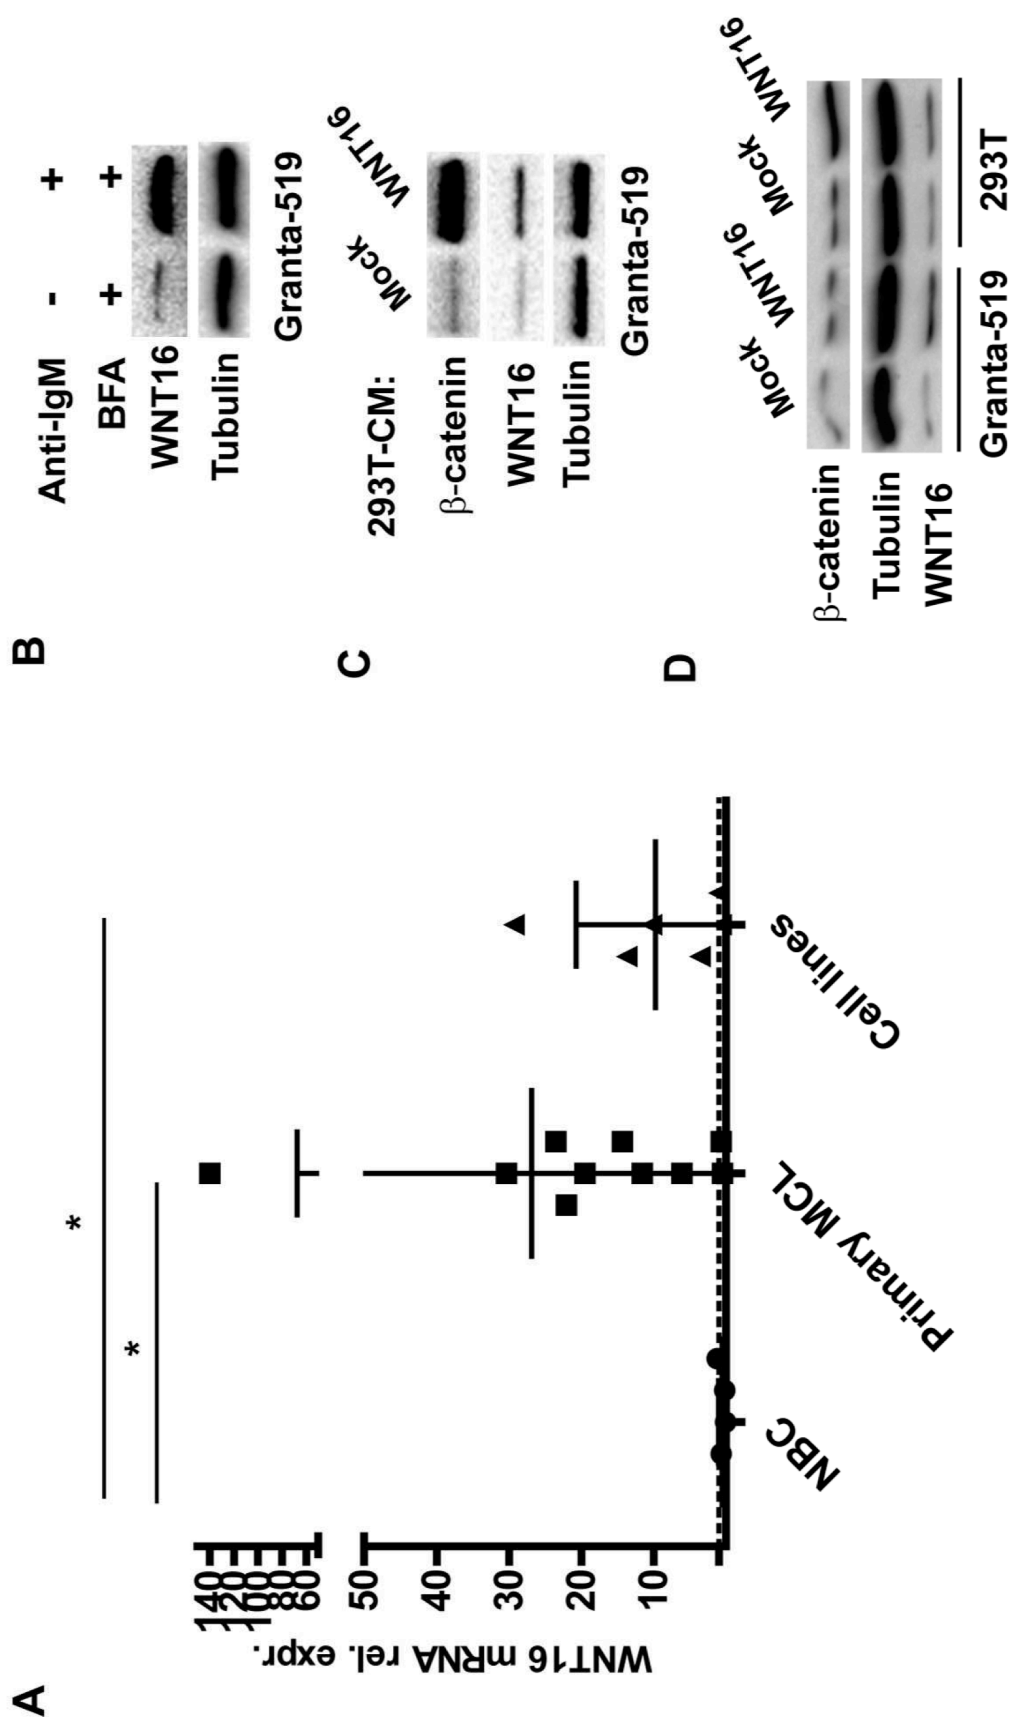 A
WNT16 mRNA rel. expr.
140
120
100
80
60
50
40
30
20
10
*
*
NBC
Primary MCL
Cell lines
B
Anti-IgM - +
BFA + +
WNT16
Tubulin
Granta-519
C
293T-CM:
Mock WNT16
β-catenin
WNT16
Tubulin
Granta-519
D
Mock WNT16 Mock WNT16
β-catenin
Tubulin
WNT16
Granta-519 293T